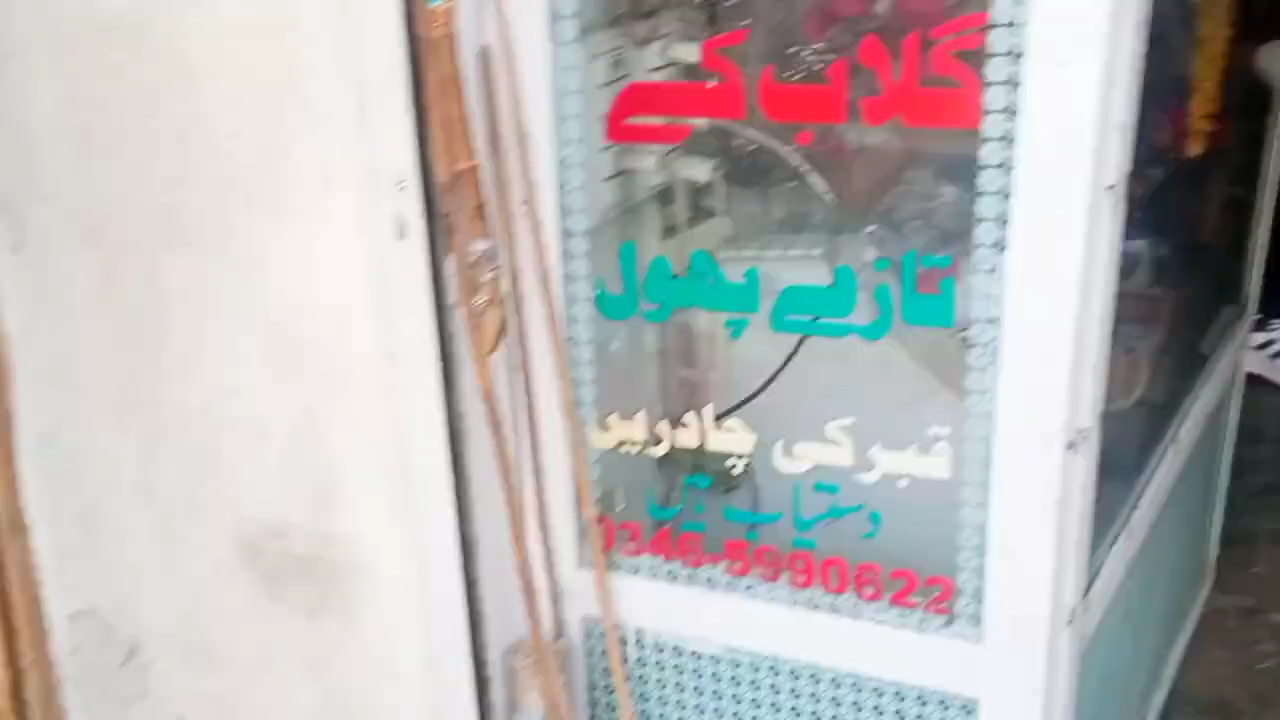 گلاب کے
تازے پھول
قبر کی چادریں
دستیاب ہیں
0346-5990622